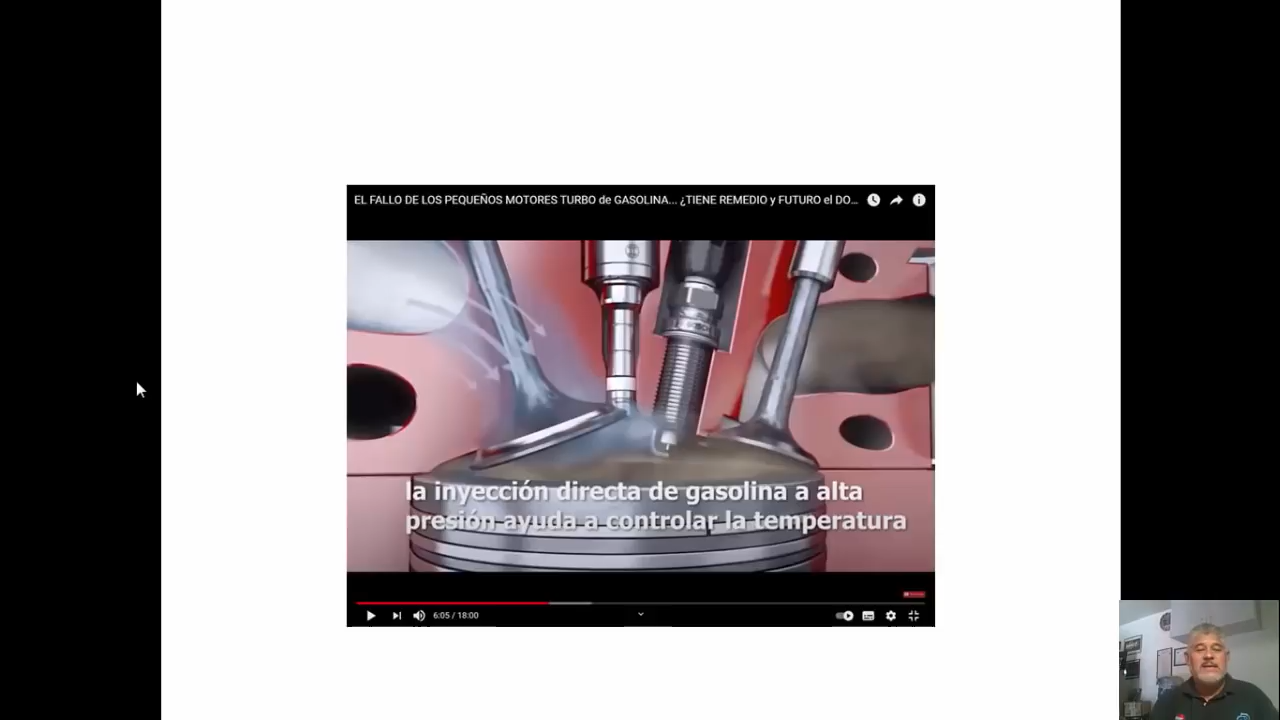 EL FALLO DE LOS PEQUEÑOS MOTORES TURBO de GASOLINA... ¿TIENE REMEDIO y FUTURO el DO...
la inyección directa de gasolina a alta
presión ayuda a controlar la temperatura
6:05 / 18:00